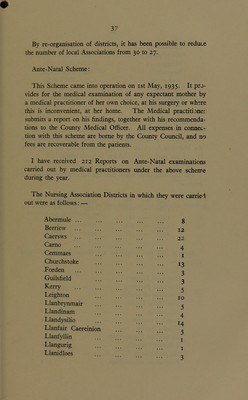 37
By re-organisation of districts, it has been possible to reduce
the number of local Associations from 30 to 27.
Ante-Natal Scheme:
This Scheme came into operation on 1st May, 1935. It pro-
vides for the medical examination of any expectant mother by
a medical practitioner of her own choice, at his surgery or where
this is inconvenient, at her home. The Medical practitioner
submits a report on his findings, together with his recommenda-
tions to the County Medical Officer. All expenses in connec-
tion with this scheme are borne by the County Council, and no
fees are recoverable from the patients.
I have received 212 Reports on Ante-Natal examinations
carried out by medical practitioners under the above scheme
during the year.
The Nursing Association Districts in which they were carried
out were as follows:—
Abermule ... ... ... ... ... 8
Berriew ... ... ... ... ... 12
Caersws ... ... ... ... ... 22
Carno ... ... ... ... 4
Cemmaes ... ... ... ... 1
Churchstoke ... ... ... ... 13
Forden ... ... ... ... 3
Guilsfield ... ... ... ... 3
Kerry ... ... ... ... ... 5
Leighton ... ... ... ... 10
Llanbrynmair ... ... ... ... 5
Llandinam ... ... ... ... 4
Llandysilio ... ... ... ... 14
Llanfair Caereinion ... ... ... 5
Llanfyllin ... ... ... ... 1
Llangurig ... ... ... ... 1
Llanidloes ... ... ... ... 3